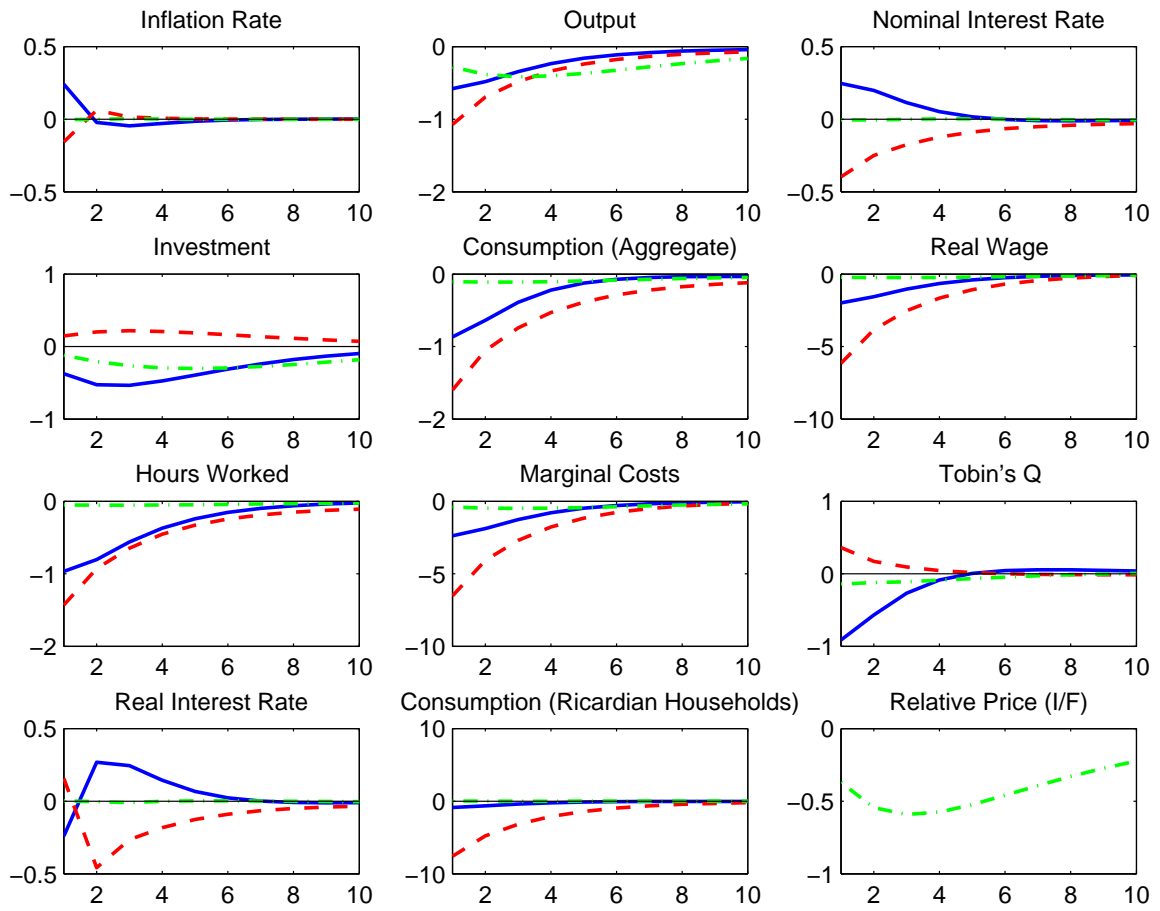 Inflation Rate
0.5
0
−0.5
2 4 6 8 10
Output
0
−1
−2
2 4 6 8 10
Nominal Interest Rate
0.5
0
−0.5
2 4 6 8 10
Investment
1
0
−1
2 4 6 8 10
Consumption (Aggregate)
0
−1
−2
2 4 6 8 10
Real Wage
0
−5
−10
2 4 6 8 10
Hours Worked
0
−1
−2
2 4 6 8 10
Marginal Costs
0
−5
−10
2 4 6 8 10
Tobin's Q
1
0
−1
2 4 6 8 10
Real Interest Rate
0.5
0
−0.5
2 4 6 8 10
Consumption (Ricardian Households)
10
0
−10
2 4 6 8 10
Relative Price (I/F)
0
−0.5
−1
2 4 6 8 10